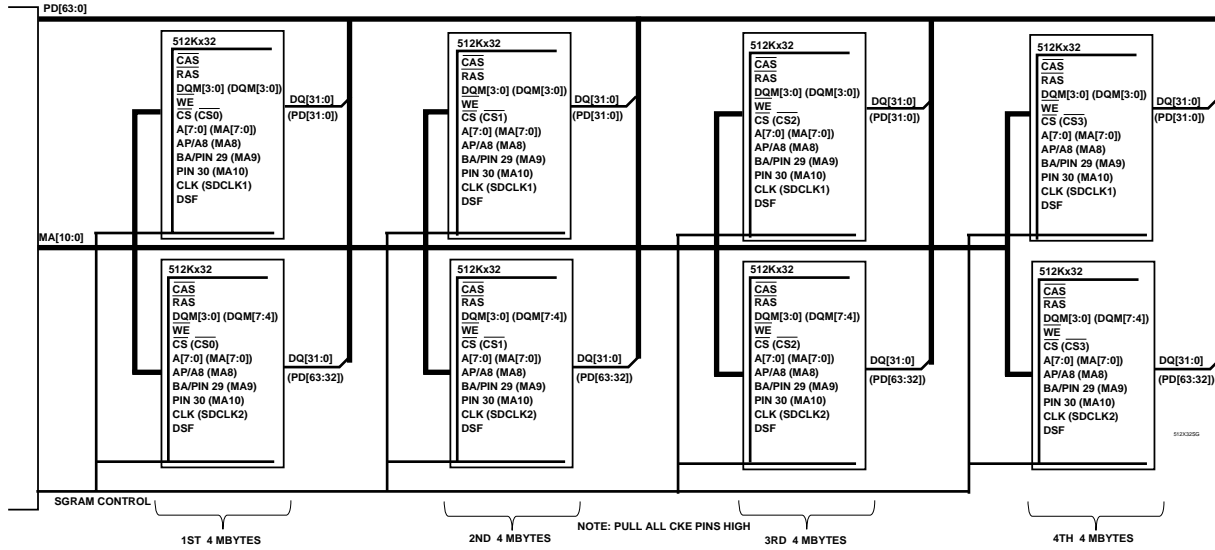 PD[63:0]
512Kx32
CAS
RAS
DQM[3:0] (DQM[3:0])
WE
CS (CS0)
A[7:0] (MA[7:0])
AP/A8 (MA8)
BA/PIN 29 (MA9)
PIN 30 (MA10)
CLK (SDCLK1)
DSF
DQ[31:0]
(PD[31:0])
512Kx32
CAS
RAS
DQM[3:0] (DQM[3:0])
WE
CS (CS1)
A[7:0] (MA[7:0])
AP/A8 (MA8)
BA/PIN 29 (MA9)
PIN 30 (MA10)
CLK (SDCLK1)
DSF
DQ[31:0]
(PD[31:0])
512Kx32
CAS
RAS
DQM[3:0] (DQM[3:0])
WE
CS (CS2)
A[7:0] (MA[7:0])
AP/A8 (MA8)
BA/PIN 29 (MA9)
PIN 30 (MA10)
CLK (SDCLK1)
DSF
DQ[31:0]
(PD[31:0])
512Kx32
CAS
RAS
DQM[3:0] (DQM[3:0])
WE
CS (CS3)
A[7:0] (MA[7:0])
AP/A8 (MA8)
BA/PIN 29 (MA9)
PIN 30 (MA10)
CLK (SDCLK1)
DSF
DQ[31:0]
(PD[31:0])
MA[10:0]
512Kx32
CAS
RAS
DQM[3:0] (DQM[7:4])
WE
CS (CS0)
A[7:0] (MA[7:0])
AP/A8 (MA8)
BA/PIN 29 (MA9)
PIN 30 (MA10)
CLK (SDCLK2)
DSF
DQ[31:0]
(PD[63:32])
512Kx32
CAS
RAS
DQM[3:0] (DQM[7:4])
WE
CS (CS1)
A[7:0] (MA[7:0])
AP/A8 (MA8)
BA/PIN 29 (MA9)
PIN 30 (MA10)
CLK (SDCLK2)
DSF
DQ[31:0]
(PD[63:32])
512Kx32
CAS
RAS
DQM[3:0] (DQM[7:4])
WE
CS (CS2)
A[7:0] (MA[7:0])
AP/A8 (MA8)
BA/PIN 29 (MA9)
PIN 30 (MA10)
CLK (SDCLK2)
DSF
DQ[31:0]
(PD[63:32])
512Kx32
CAS
RAS
DQM[3:0] (DQM[7:4])
WE
CS (CS3)
A[7:0] (MA[7:0])
AP/A8 (MA8)
BA/PIN 29 (MA9)
PIN 30 (MA10)
CLK (SDCLK2)
DSF
DQ[31:0]
(PD[63:32])
512X32SG
SGRAM CONTROL
NOTE: PULL ALL CKE PINS HIGH
1ST 4 MBYTES
2ND 4 MBYTES
3RD 4 MBYTES
4TH 4 MBYTES